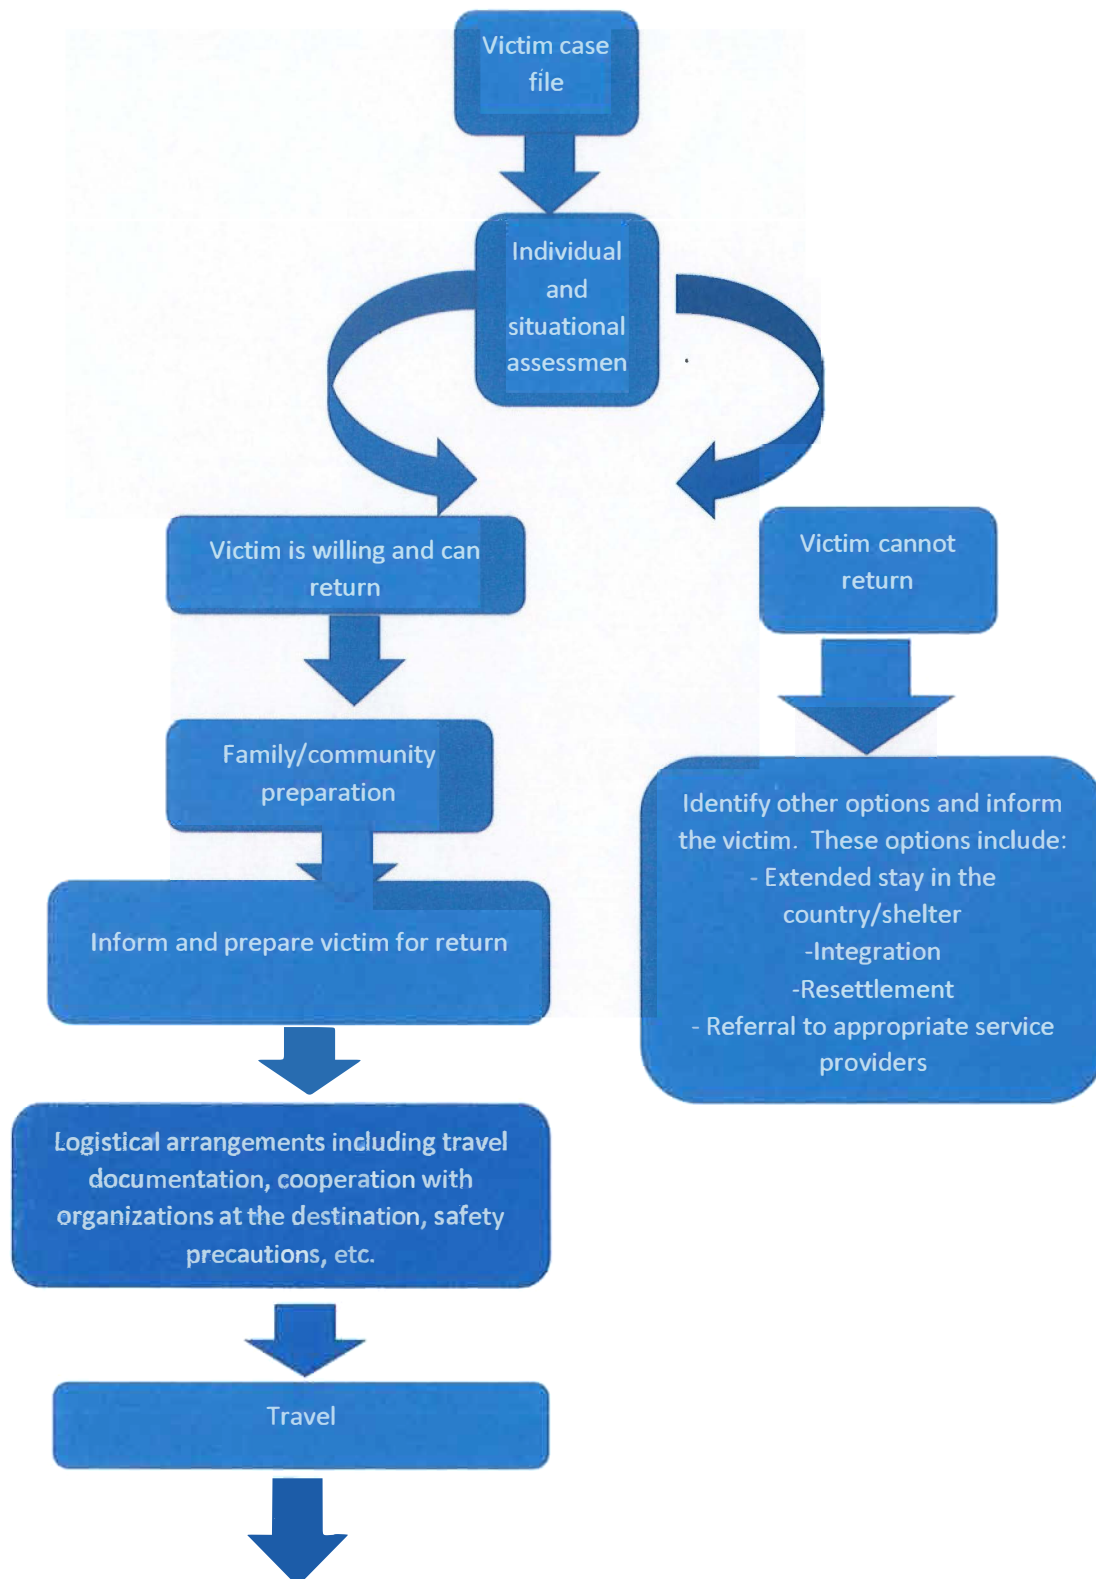 Victim case
file
Individual
and
situational
assessmen
Victim is willing and can
return
Victim cannot
return
Family/community
preparation
Identify other options and inform
the victim.  These options include:
- Extended stay in the
country/shelter
-Integration
-Resettlement
- Referral to appropriate service
providers
Inform and prepare victim for return
Logistical arrangements including travel
documentation, cooperation with
organizations at the destination, safety
precautions, etc.
Travel